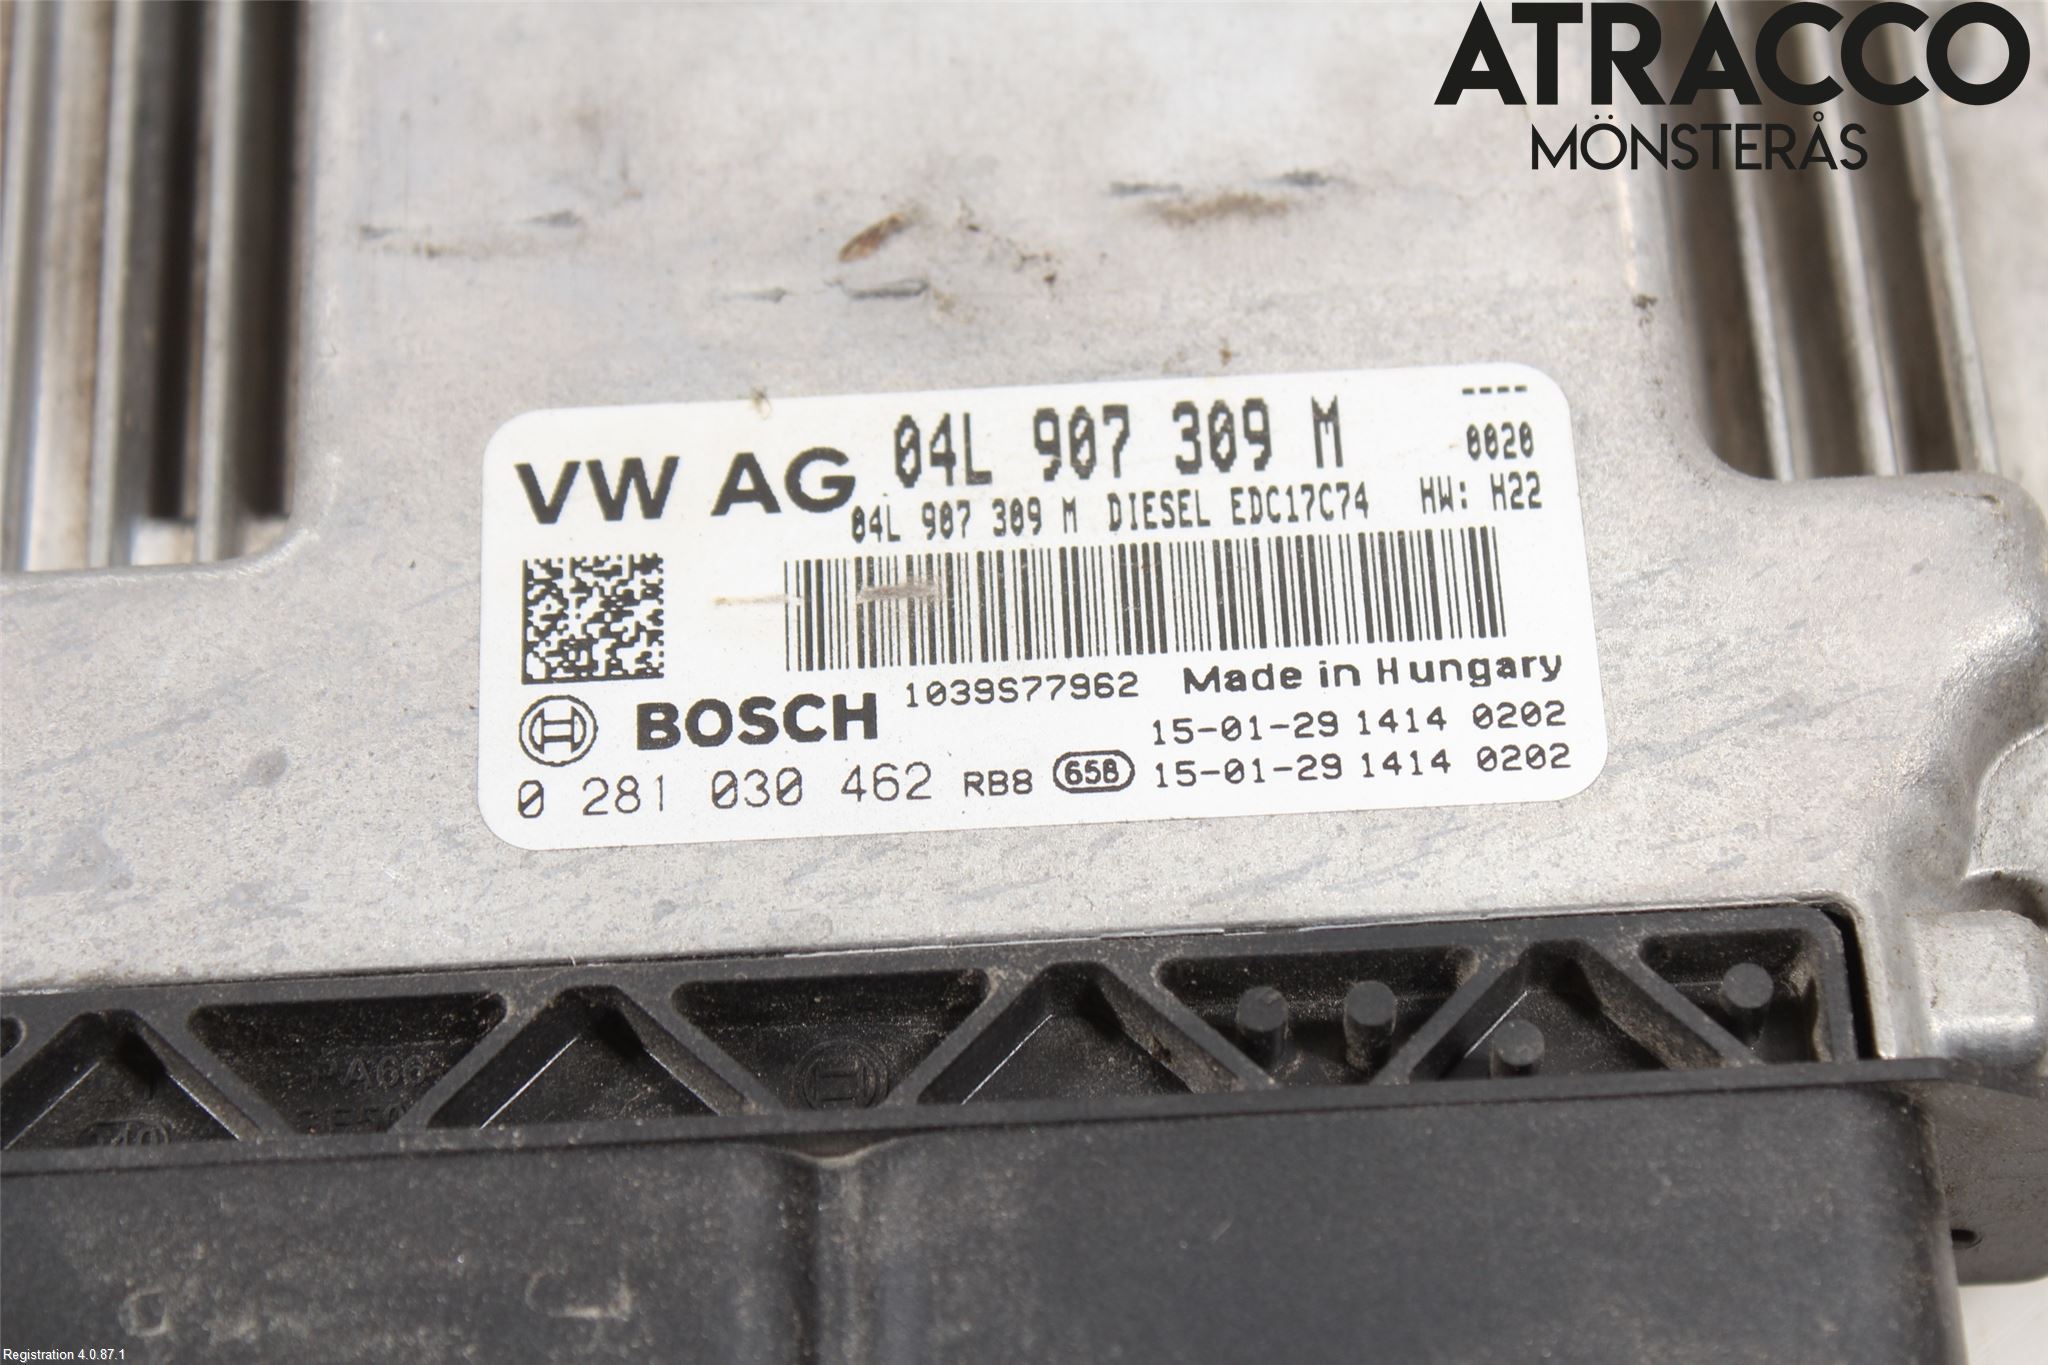 ATRACCO
MÖNSTERÅS
----
VW AG 04L 907 309 M 0020
04L 907 309 M DIESEL EDC17C74 HW: H22
1039S77962 Made in Hungary
BOSCH
15-01-29 1414 0202
0 281 030 462 RB8 658 15-01-29 1414 0202
Registration 4.0.87.1